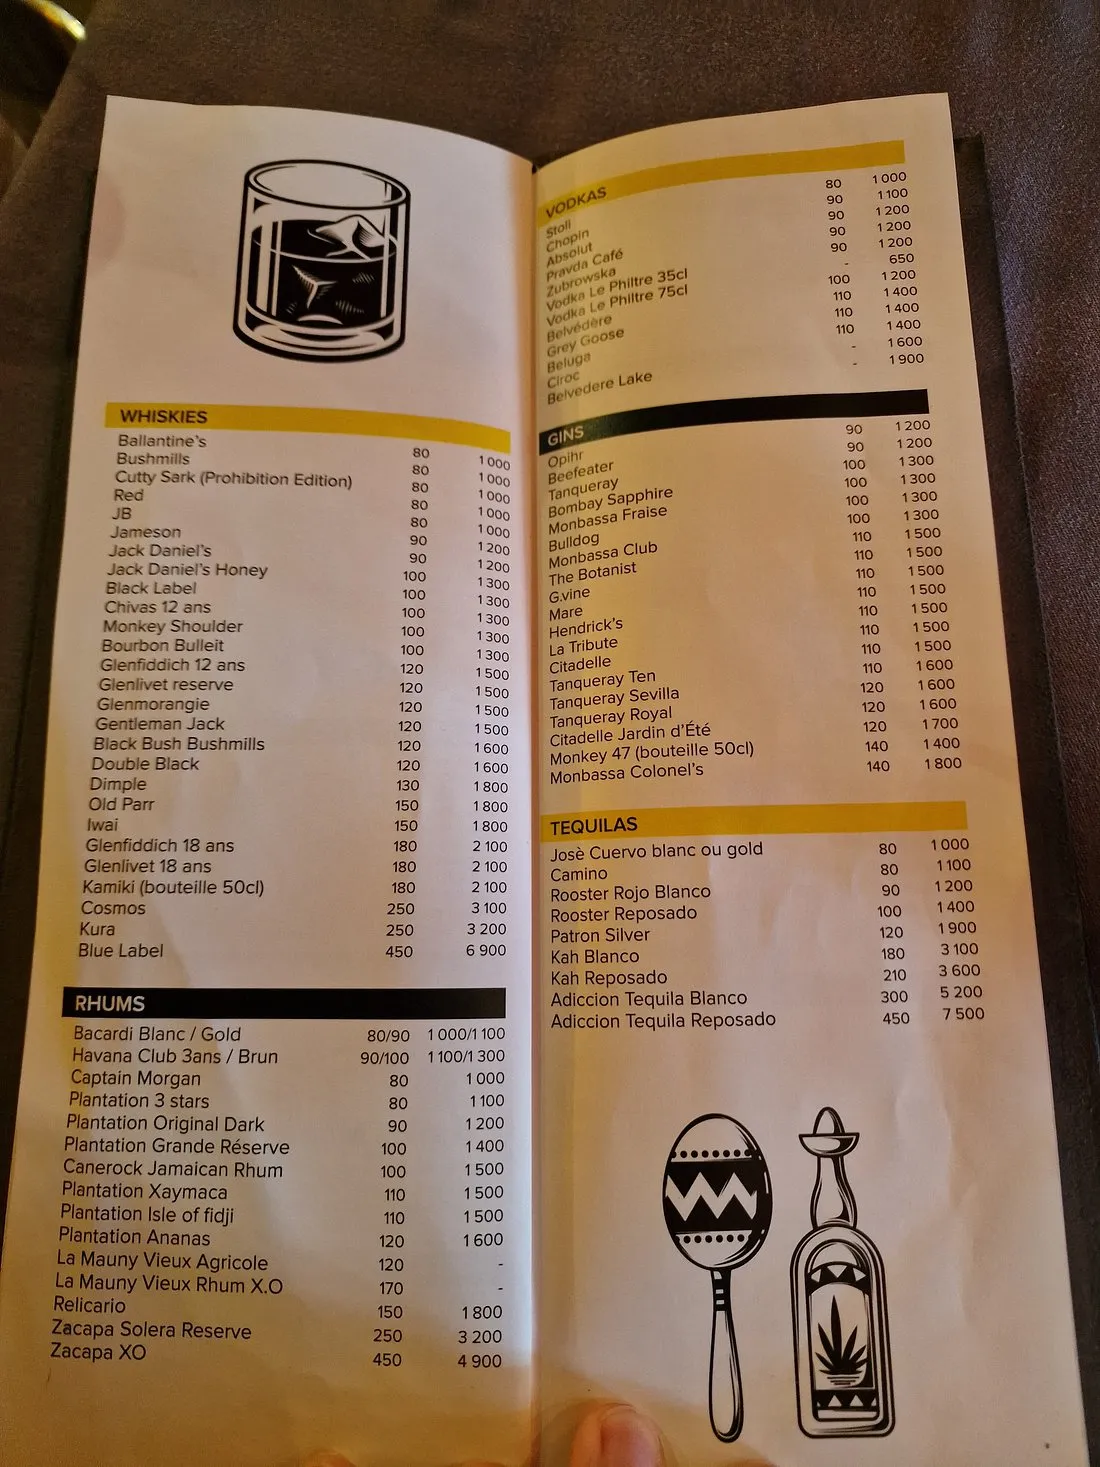 WHISKIES
Ballantine's 80 1 000
Bushmills 80 1 000
Cutty Sark (Prohibition Edition) 80 1 000
Red 80 1 000
JB 80 1 000
Jameson 90 1 200
Jack Daniel's 90 1 200
Jack Daniel's Honey 100 1 300
Black Label 100 1 300
Chivas 12 ans 100 1 300
Monkey Shoulder 100 1 300
Bourbon Bulleit 100 1 300
Glenfiddich 12 ans 120 1 500
Glenlivet reserve 120 1 500
Glenmorangie 120 1 500
Gentleman Jack 120 1 500
Black Bush Bushmills 120 1 600
Double Black 120 1 600
Dimple 130 1 800
Old Parr 150 1 800
Iwai 150 1 800
Glenfiddich 18 ans 180 2 100
Glenlivet 18 ans 180 2 100
Kamiki (bouteille 50cl) 180 2 100
Cosmos 250 3 100
Kura 250 3 200
Blue Label 450 6 900
RHUMS
Bacardi Blanc / Gold 80/90 1 000/1 100
Havana Club 3ans / Brun 90/100 1 100/1 300
Captain Morgan 80 1 000
Plantation 3 stars 80 1 100
Plantation Original Dark 90 1 200
Plantation Grande Réserve 100 1 400
Canerock Jamaican Rhum 100 1 500
Plantation Xaymaca 110 1 500
Plantation Isle of fidji 110 1 500
Plantation Ananas 120 1 600
La Mauny Vieux Agricole 120 -
La Mauny Vieux Rhum X.O 170 -
Relicario 150 1 800
Zacapa Solera Reserve 250 3 200
Zacapa XO 450 4 900
VODKAS
Stoli 80 1 000
Chopin 90 1 100
Absolut 90 1 200
Pravda Café 90 1 200
Zubrowska 90 1 200
Vodka Le Philtre 35cl - 650
Vodka Le Philtre 75cl 100 1 200
Belvédère 110 1 400
Grey Goose 110 1 400
Beluga 110 1 400
Ciroc - 1 600
Belvedere Lake - 1 900
GINS
Opihr 90 1 200
Beefeater 90 1 200
Tanqueray 100 1 300
Bombay Sapphire 100 1 300
Monbassa Fraise 100 1 300
Bulldog 100 1 300
Monbassa Club 110 1 500
The Botanist 110 1 500
G.vine 110 1 500
Mare 110 1 500
Hendrick's 110 1 500
La Tribute 110 1 500
Citadelle 110 1 500
Tanqueray Ten 110 1 600
Tanqueray Sevilla 120 1 600
Tanqueray Royal 120 1 600
Citadelle Jardin d'Été 120 1 700
Monkey 47 (bouteille 50cl) 140 1 400
Monbassa Colonel's 140 1 800
TEQUILAS
Josè Cuervo blanc ou gold 80 1 000
Camino 80 1 100
Rooster Rojo Blanco 90 1 200
Rooster Reposado 100 1 400
Patron Silver 120 1 900
Kah Blanco 180 3 100
Kah Reposado 210 3 600
Adiccion Tequila Blanco 300 5 200
Adiccion Tequila Reposado 450 7 500